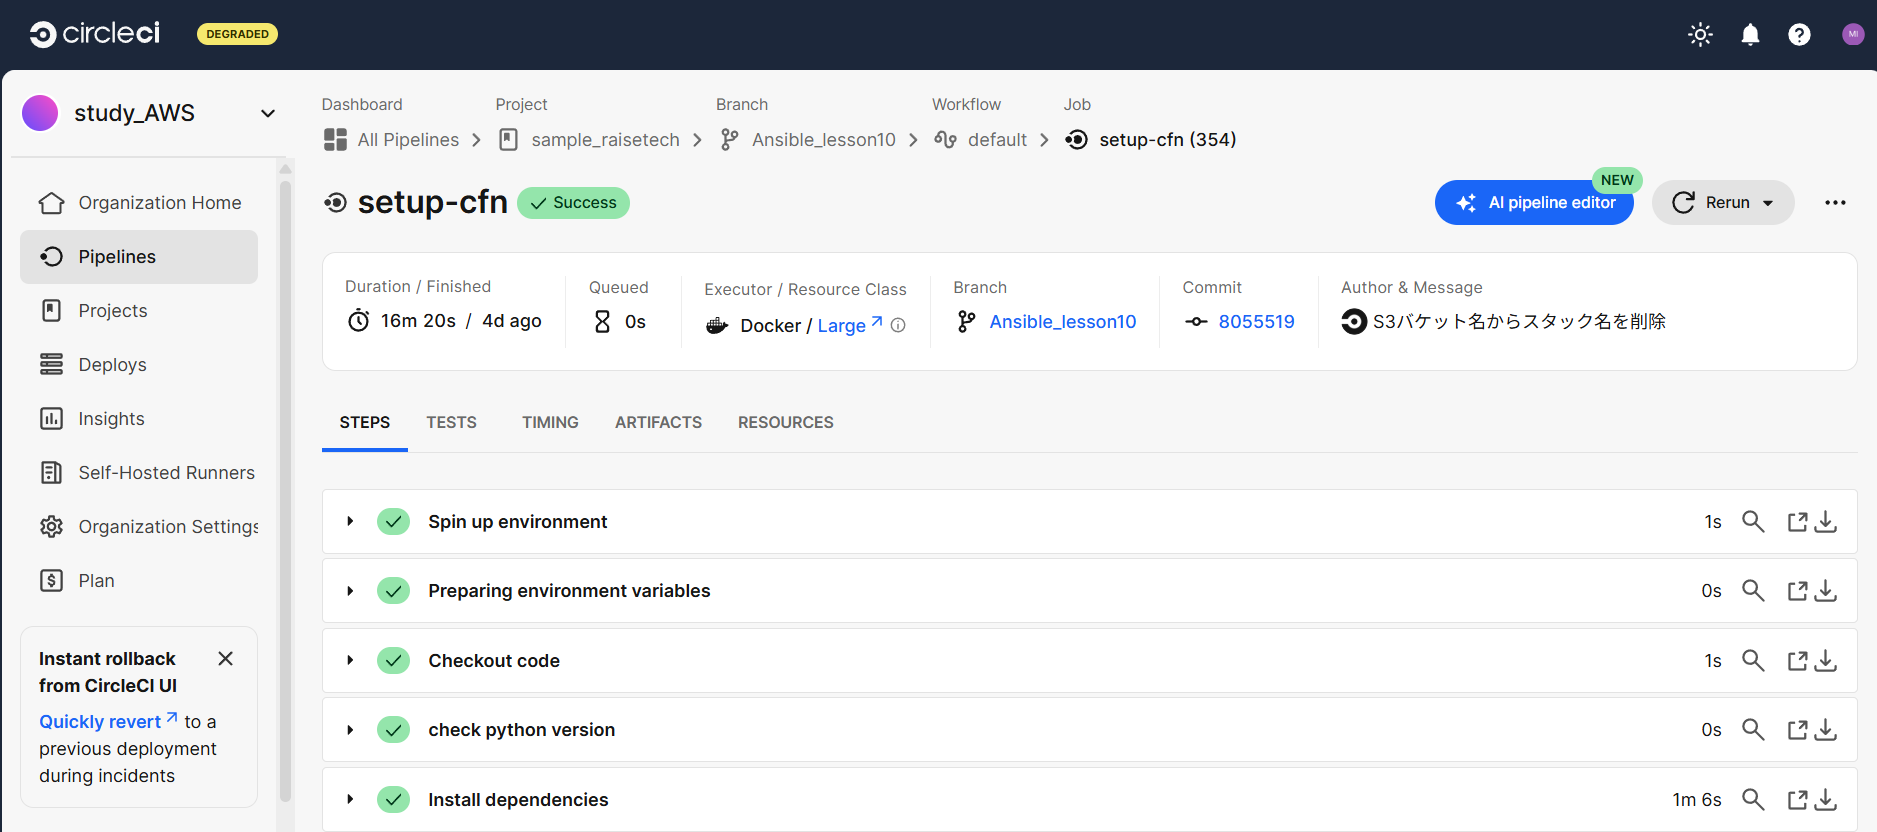 circleci
DEGRADED
MI
study_AWS
Organization Home
Pipelines
Projects
Deploys
Insights
Self-Hosted Runners
Organization Settings
Plan
Instant rollback
from CircleCI UI
Quickly revert to a
previous deployment
during incidents
Dashboard
Project
Branch
Workflow
Job
All Pipelines
sample_raisetech
Ansible_lesson10
default
setup-cfn (354)
setup-cfn
Success
AI pipeline editor
NEW
Rerun
Duration / Finished
16m 20s / 4d ago
Queued
0s
Executor / Resource Class
Docker / Large
Branch
Ansible_lesson10
Commit
8055519
Author & Message
S3バケット名からスタック名を削除
STEPS
TESTS
TIMING
ARTIFACTS
RESOURCES
Spin up environment 1s
Preparing environment variables 0s
Checkout code 1s
check python version 0s
Install dependencies 1m 6s